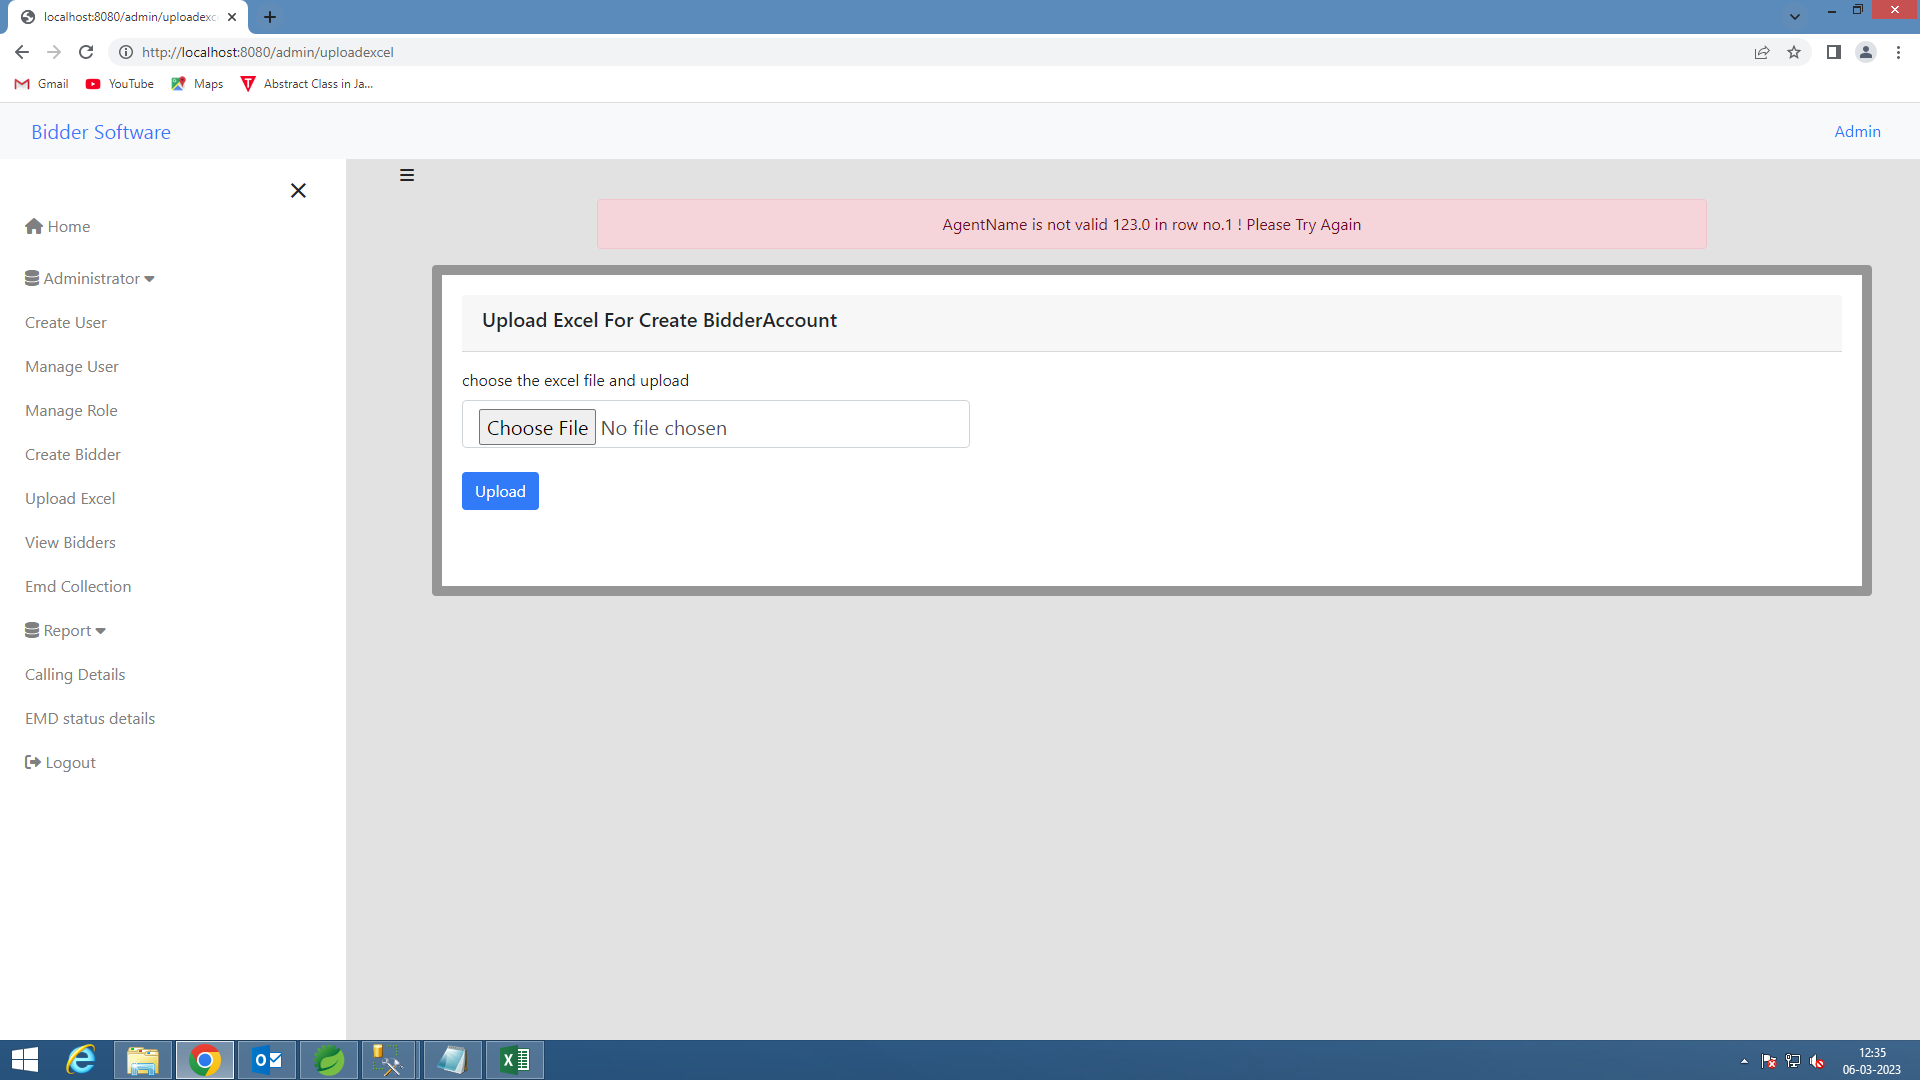 localhost:8080/admin/uploadexc
http://localhost:8080/admin/uploadexcel
Gmail
YouTube
Maps
Abstract Class in Ja...
Bidder Software
Admin
Home
Administrator
Create User
Manage User
Manage Role
Create Bidder
Upload Excel
View Bidders
Emd Collection
Report
Calling Details
EMD status details
Logout
AgentName is not valid 123.0 in row no.1 ! Please Try Again
Upload Excel For Create BidderAccount
choose the excel file and upload
Choose File No file chosen
Upload
12:35
06-03-2023